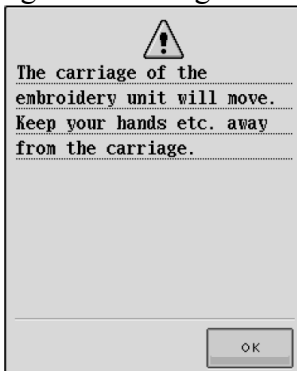 The carriage of the
embroidery unit will move.
Keep your hands etc. away
from the carriage.
OK